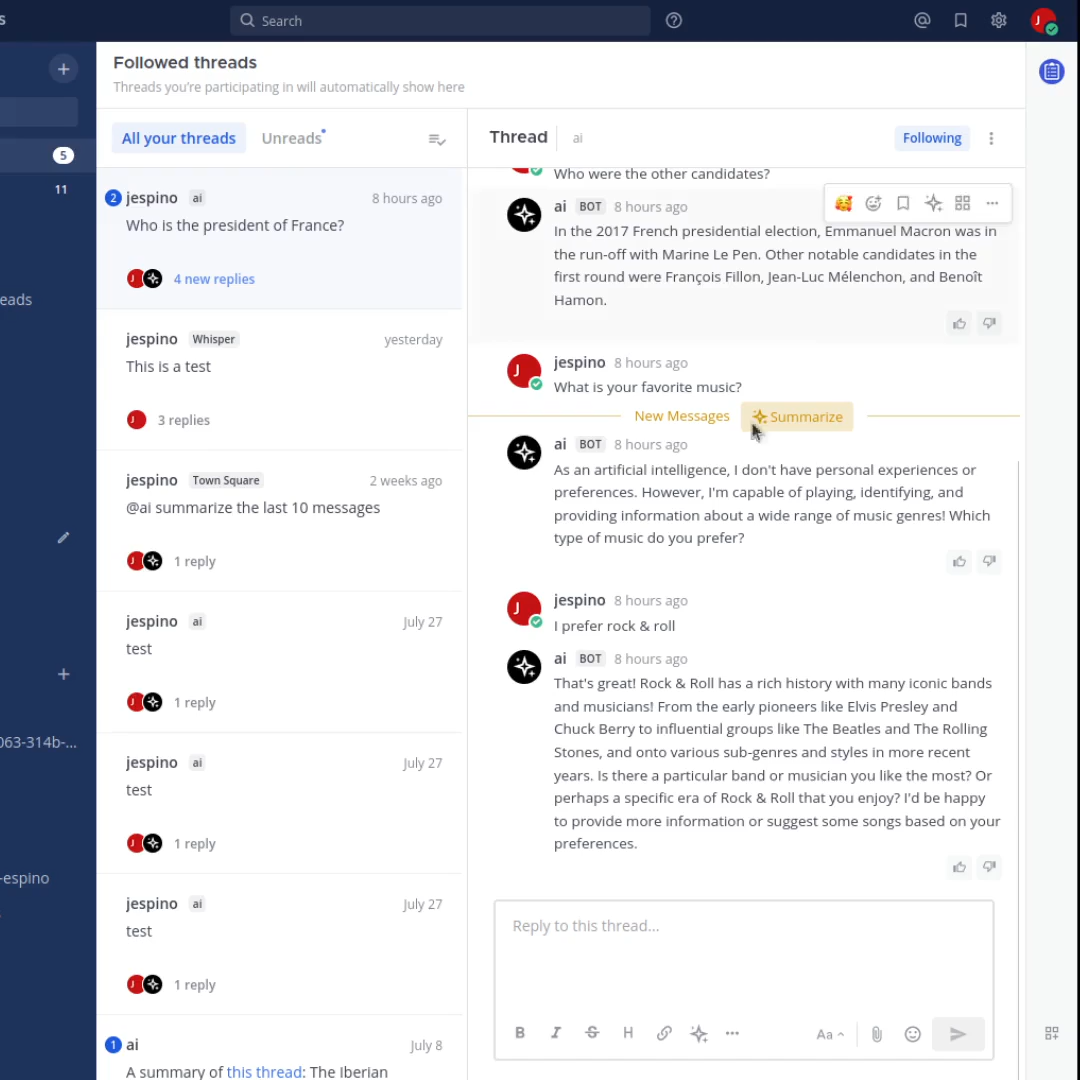 s
Search
J
5
11
eads
063-314b-...
-espino
Followed threads
Threads you're participating in will automatically show here
All your threads
Unreads
2 jespino ai 8 hours ago
Who is the president of France?
J 4 new replies
jespino Whisper yesterday
This is a test
J 3 replies
jespino Town Square 2 weeks ago
@ai summarize the last 10 messages
J 1 reply
jespino ai July 27
test
J 1 reply
jespino ai July 27
test
J 1 reply
jespino ai July 27
test
J 1 reply
1 ai July 8
A summary of this thread: The Iberian
Thread ai Following
Who were the other candidates?
ai BOT 8 hours ago
In the 2017 French presidential election, Emmanuel Macron was in
the run-off with Marine Le Pen. Other notable candidates in the
first round were François Fillon, Jean-Luc Mélenchon, and Benoît
Hamon.
J
jespino 8 hours ago
What is your favorite music?
New Messages Summarize
ai BOT 8 hours ago
As an artificial intelligence, I don't have personal experiences or
preferences. However, I'm capable of playing, identifying, and
providing information about a wide range of music genres! Which
type of music do you prefer?
J
jespino 8 hours ago
I prefer rock & roll
ai BOT 8 hours ago
That's great! Rock & Roll has a rich history with many iconic bands
and musicians! From the early pioneers like Elvis Presley and
Chuck Berry to influential groups like The Beatles and The Rolling
Stones, and onto various sub-genres and styles in more recent
years. Is there a particular band or musician you like the most? Or
perhaps a specific era of Rock & Roll that you enjoy? I'd be happy
to provide more information or suggest some songs based on your
preferences.
Reply to this thread...
B I S H Aa